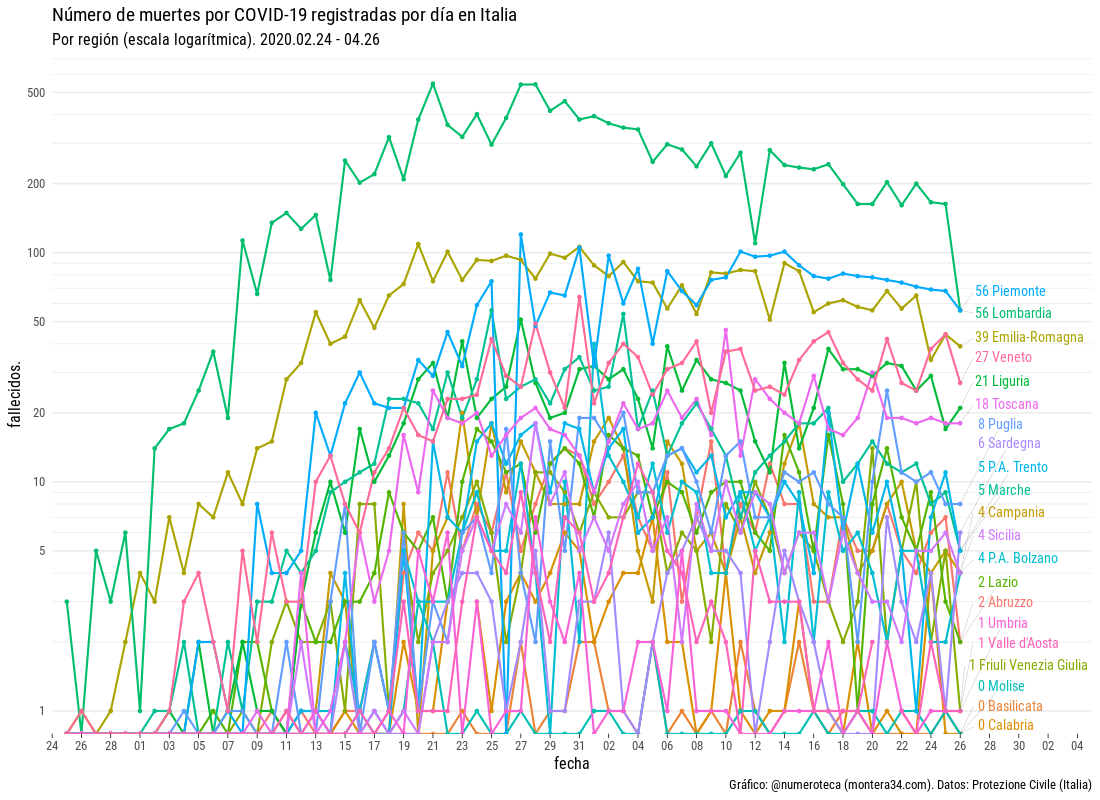 Número de muertes por COVID-19 registradas por día en Italia
Por región (escala logarítmica). 2020.02.24 - 04.26
fallecidos.
500
200
100
50
20
10
5
1
56 Piemonte
56 Lombardia
39 Emilia-Romagna
27 Veneto
21 Liguria
18 Toscana
8 Puglia
6 Sardegna
5 P.A. Trento
5 Marche
4 Campania
4 Sicilia
4 P.A. Bolzano
2 Lazio
2 Abruzzo
1 Umbria
1 Valle d'Aosta
1 Friuli Venezia Giulia
0 Molise
0 Basilicata
0 Calabria
24 26 28 01 03 05 07 09 11 13 15 17 19 21 23 25 27 29 31 02 04 06 08 10 12 14 16 18 20 22 24 26 28 30 02 04
fecha
Gráfico: @numeroteca (montera34.com). Datos: Protezione Civile (Italia)